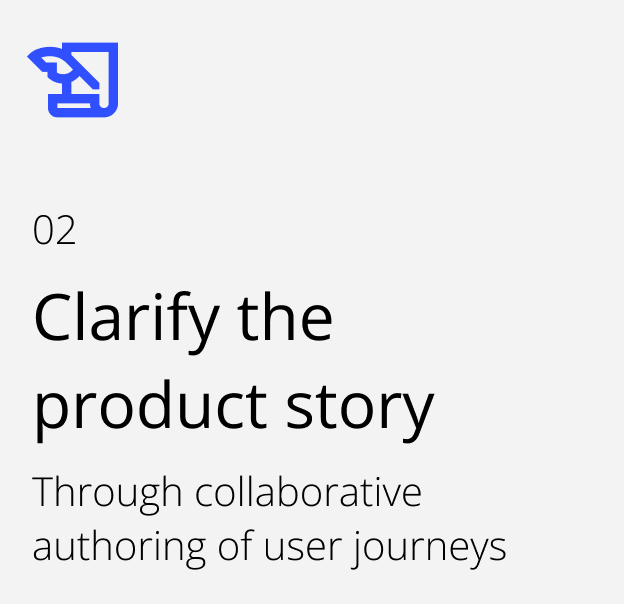 02
Clarify the
product story
Through collaborative
authoring of user journeys